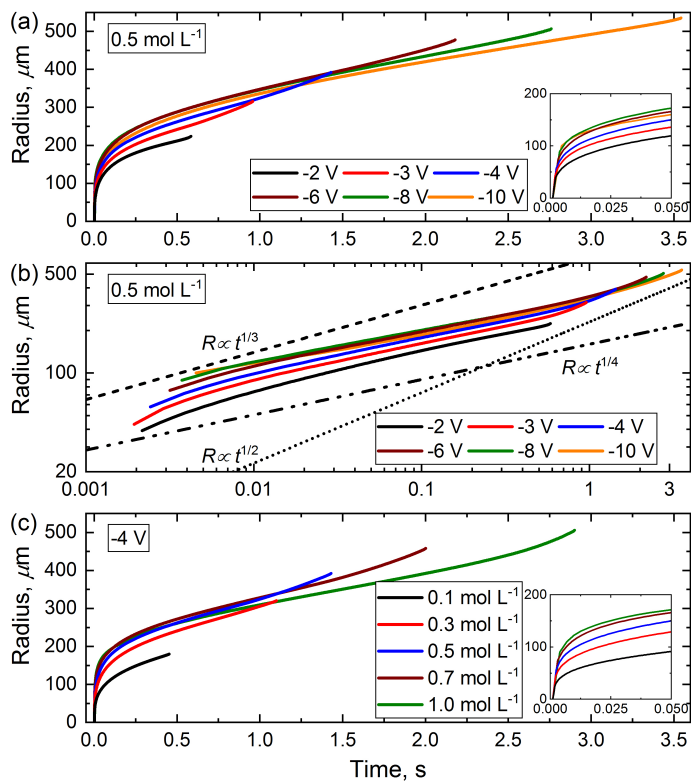 (a)
0.5 mol L⁻¹
Radius, μm
500
400
300
200
100
0
-2 V -3 V -4 V
-6 V -8 V -10 V
200
100
0
0.000 0.025 0.050
0.0 0.5 1.0 1.5 2.0 2.5 3.0 3.5
(b)
0.5 mol L⁻¹
Radius, μm
500
100
20
R∝t^1/3
R∝t^1/4
R∝t^1/2
-2 V -3 V -4 V
-6 V -8 V -10 V
0.001 0.01 0.1 1 3
(c)
-4 V
Radius, μm
500
400
300
200
100
0
0.1 mol L⁻¹
0.3 mol L⁻¹
0.5 mol L⁻¹
0.7 mol L⁻¹
1.0 mol L⁻¹
200
100
0
0.000 0.025 0.050
0.0 0.5 1.0 1.5 2.0 2.5 3.0 3.5
Time, s